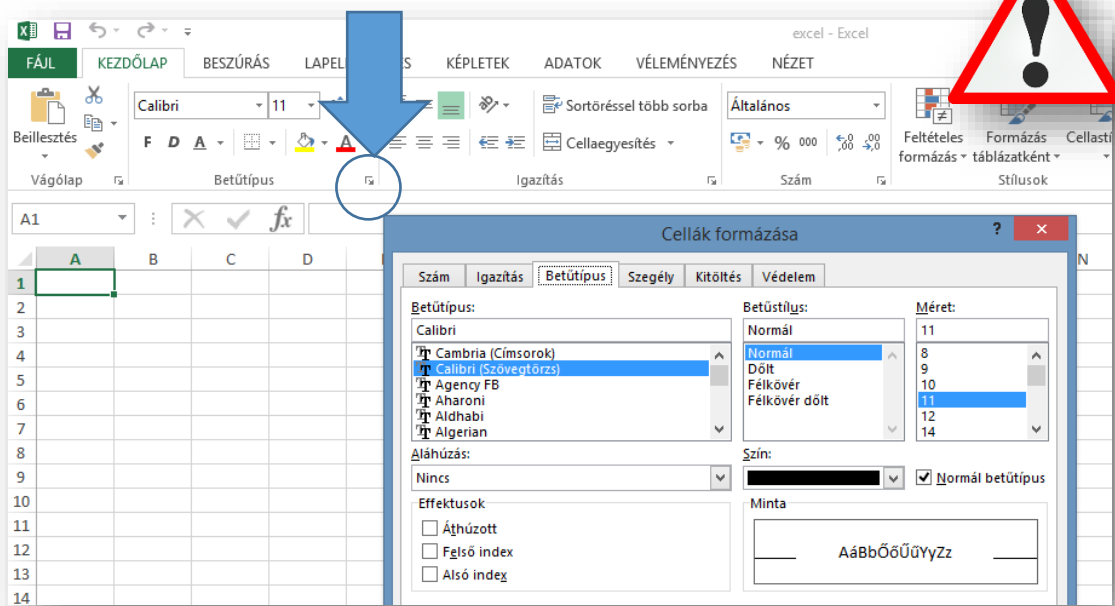 excel - Excel
FÁJL KEZDŐLAP BESZÚRÁS KÉPLETEK ADATOK VÉLEMÉNYEZÉS NÉZET
Calibri 11 Sortöréssel több sorba Általános
Beillesztés F D A A Cellaegyesítés % 000 Feltételes formázás Formázás táblázatként
Vágólap Betűtípus Igazítás Szám Stílusok
A1 fx
Cellák formázása ? ×
A B C D N
Szám Igazítás Betűtípus Szegély Kitöltés Védelem
1
Betűtípus: Betűstílus: Méret:
2
Calibri Normál 11
3
Cambria (Címsorok) Normál 8
4
Calibri (Szövegtörzs) Dőlt 9
Agency FB Félkövér 10
5
Aharoni Félkövér dőlt 11
6
Aldhabi 12
7
Algerian 14
8
Aláhúzás: Szín:
9
Nincs Normál betűtípus
10
Effektusok Minta
11
Áthúzott
12
Felső index AáBbŐőŰűYyZz
13
Alsó index
14